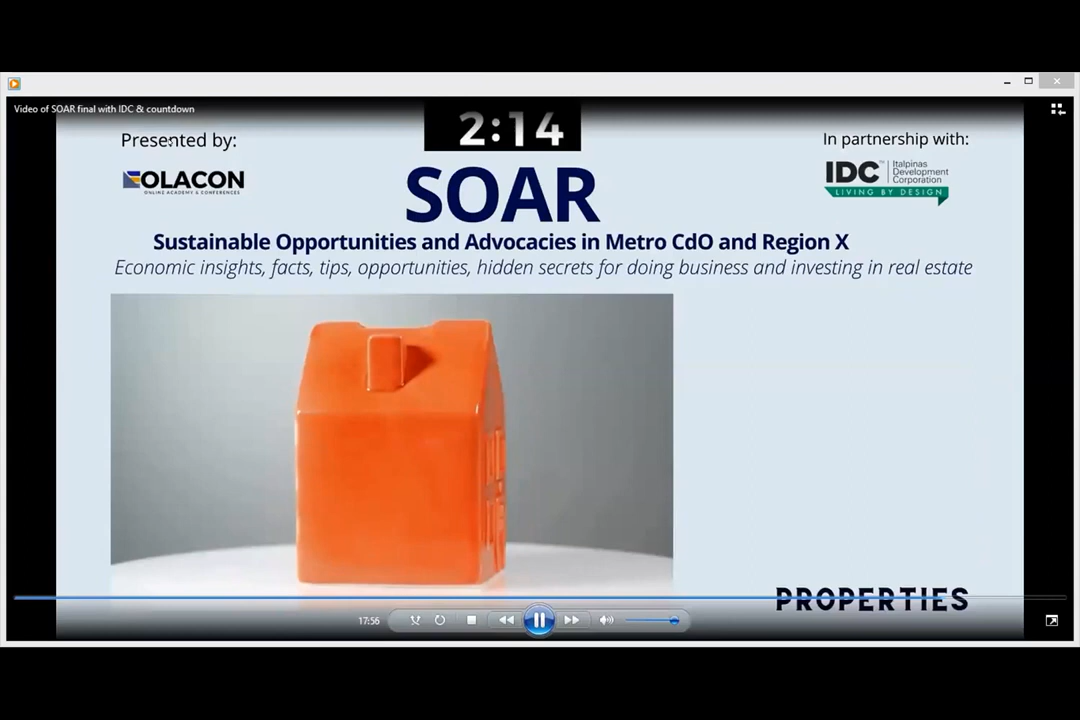 Video of SOAR final with IDC & countdown
Presented by:
2:14
In partnership with:
OLACON
ONLINE ACADEMY & CONFERENCES
IDC
Italpinas
Development
Corporation
LIVING BY DESIGN
SOAR
Sustainable Opportunities and Advocacies in Metro CdO and Region X
Economic insights, facts, tips, opportunities, hidden secrets for doing business and investing in real estate
PROPERTIES
17:56